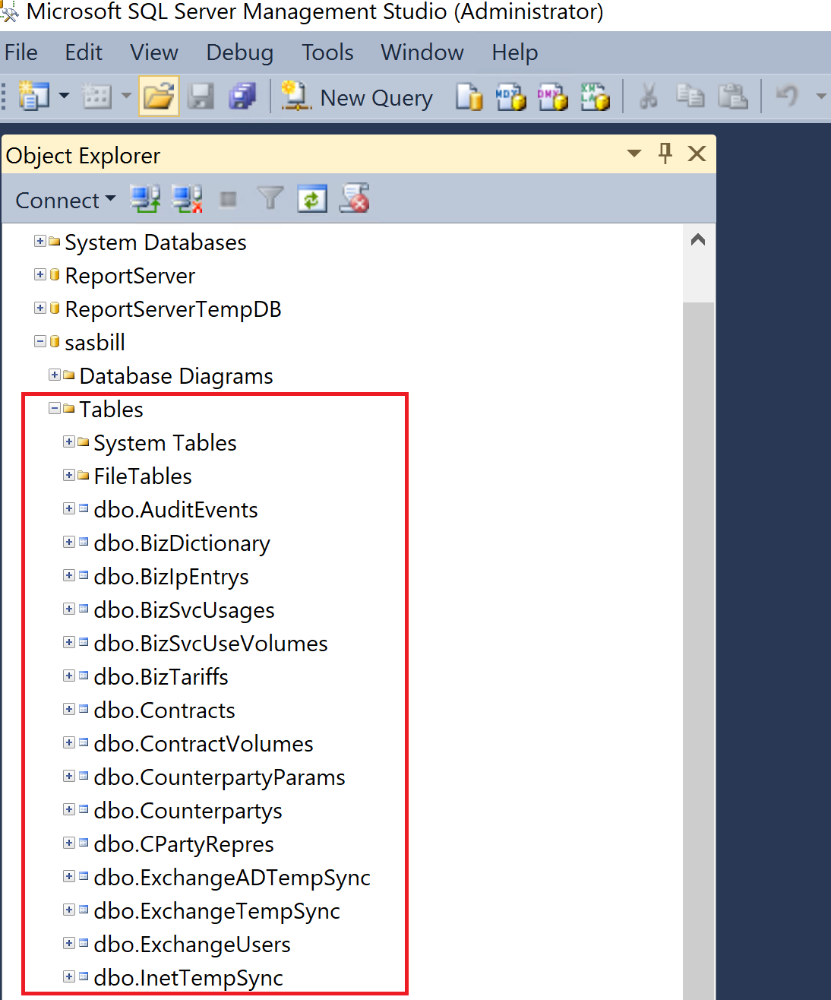 Microsoft SQL Server Management Studio (Administrator)
File Edit View Debug Tools Window Help
New Query MDX DMX XMLA
Object Explorer
Connect
System Databases
ReportServer
ReportServerTempDB
sasbill
Database Diagrams
Tables
System Tables
FileTables
dbo.AuditEvents
dbo.BizDictionary
dbo.BizIpEntrys
dbo.BizSvcUsages
dbo.BizSvcUseVolumes
dbo.BizTariffs
dbo.Contracts
dbo.ContractVolumes
dbo.CounterpartyParams
dbo.Counterpartys
dbo.CPartyRepres
dbo.ExchangeADTempSync
dbo.ExchangeTempSync
dbo.ExchangeUsers
dbo.InetTempSync